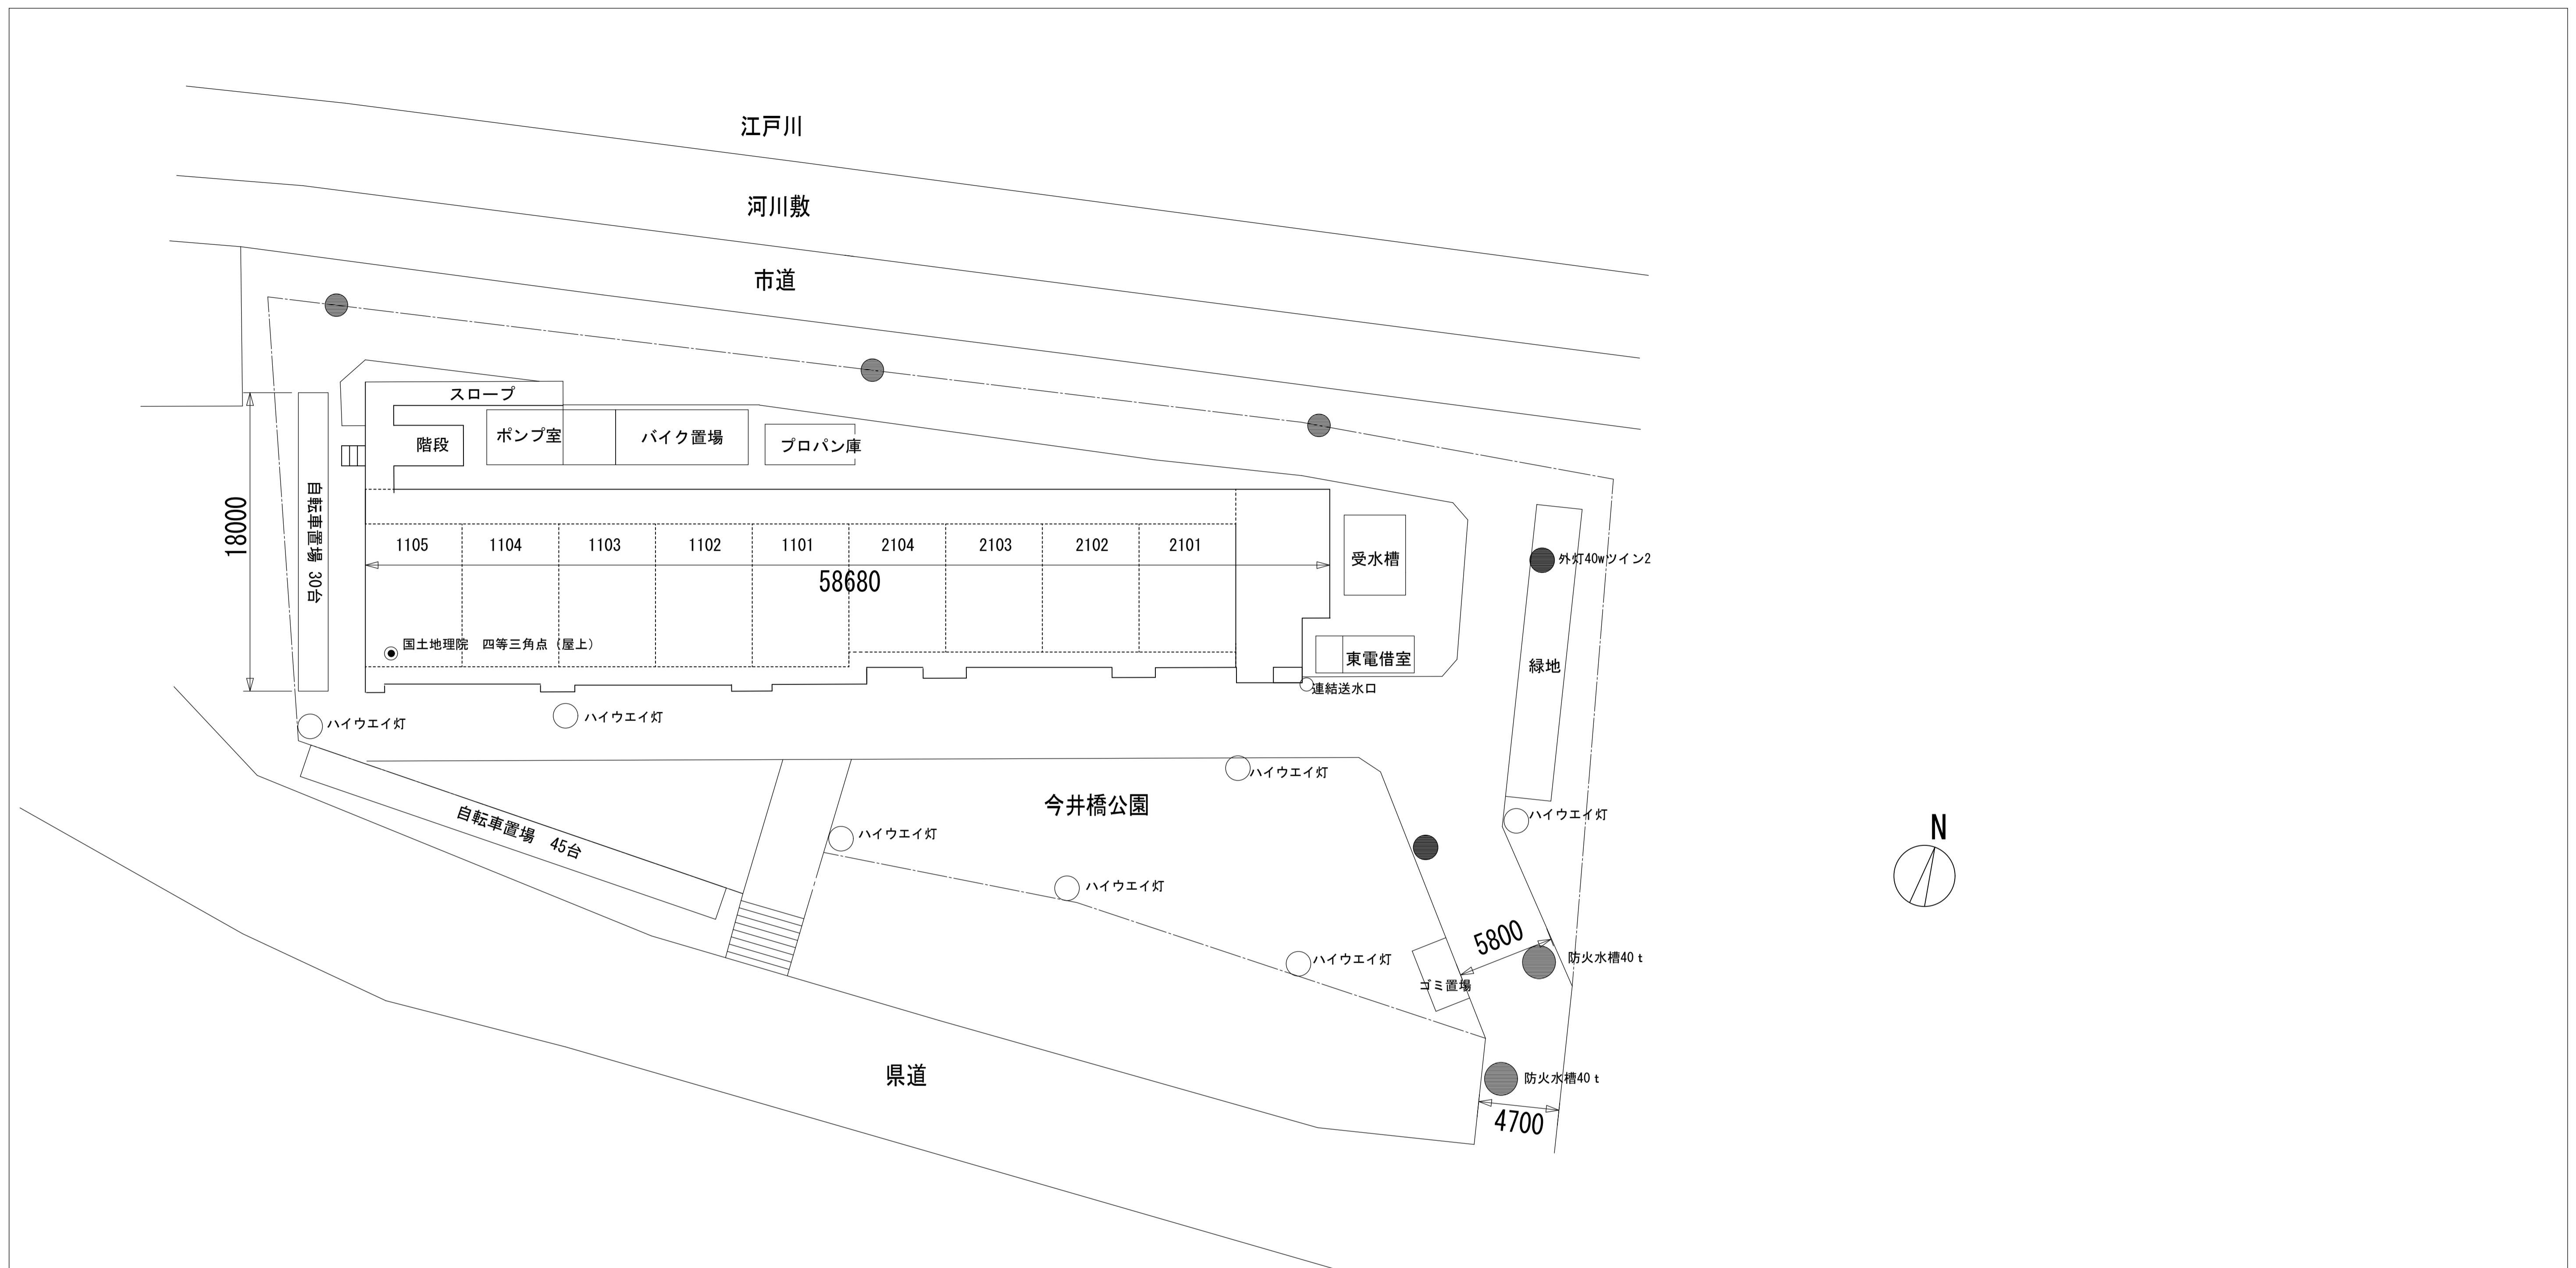 江戸川
河川敷
市道
スロープ
階段
ポンプ室
バイク置場
プロパン庫
18000
自転車置場 30台
1105
1104
1103
1102
1101
2104
2103
2102
2101
58680
受水槽
外灯40wツイン2
国土地理院 四等三角点（屋上）
東電借室
緑地
連結送水口
ハイウエイ灯
ハイウエイ灯
ハイウエイ灯
今井橋公園
ハイウエイ灯
自転車置場 45台
ハイウエイ灯
ハイウエイ灯
N
5800
ハイウエイ灯
防火水槽40ｔ
ゴミ置場
県道
防火水槽40ｔ
4700